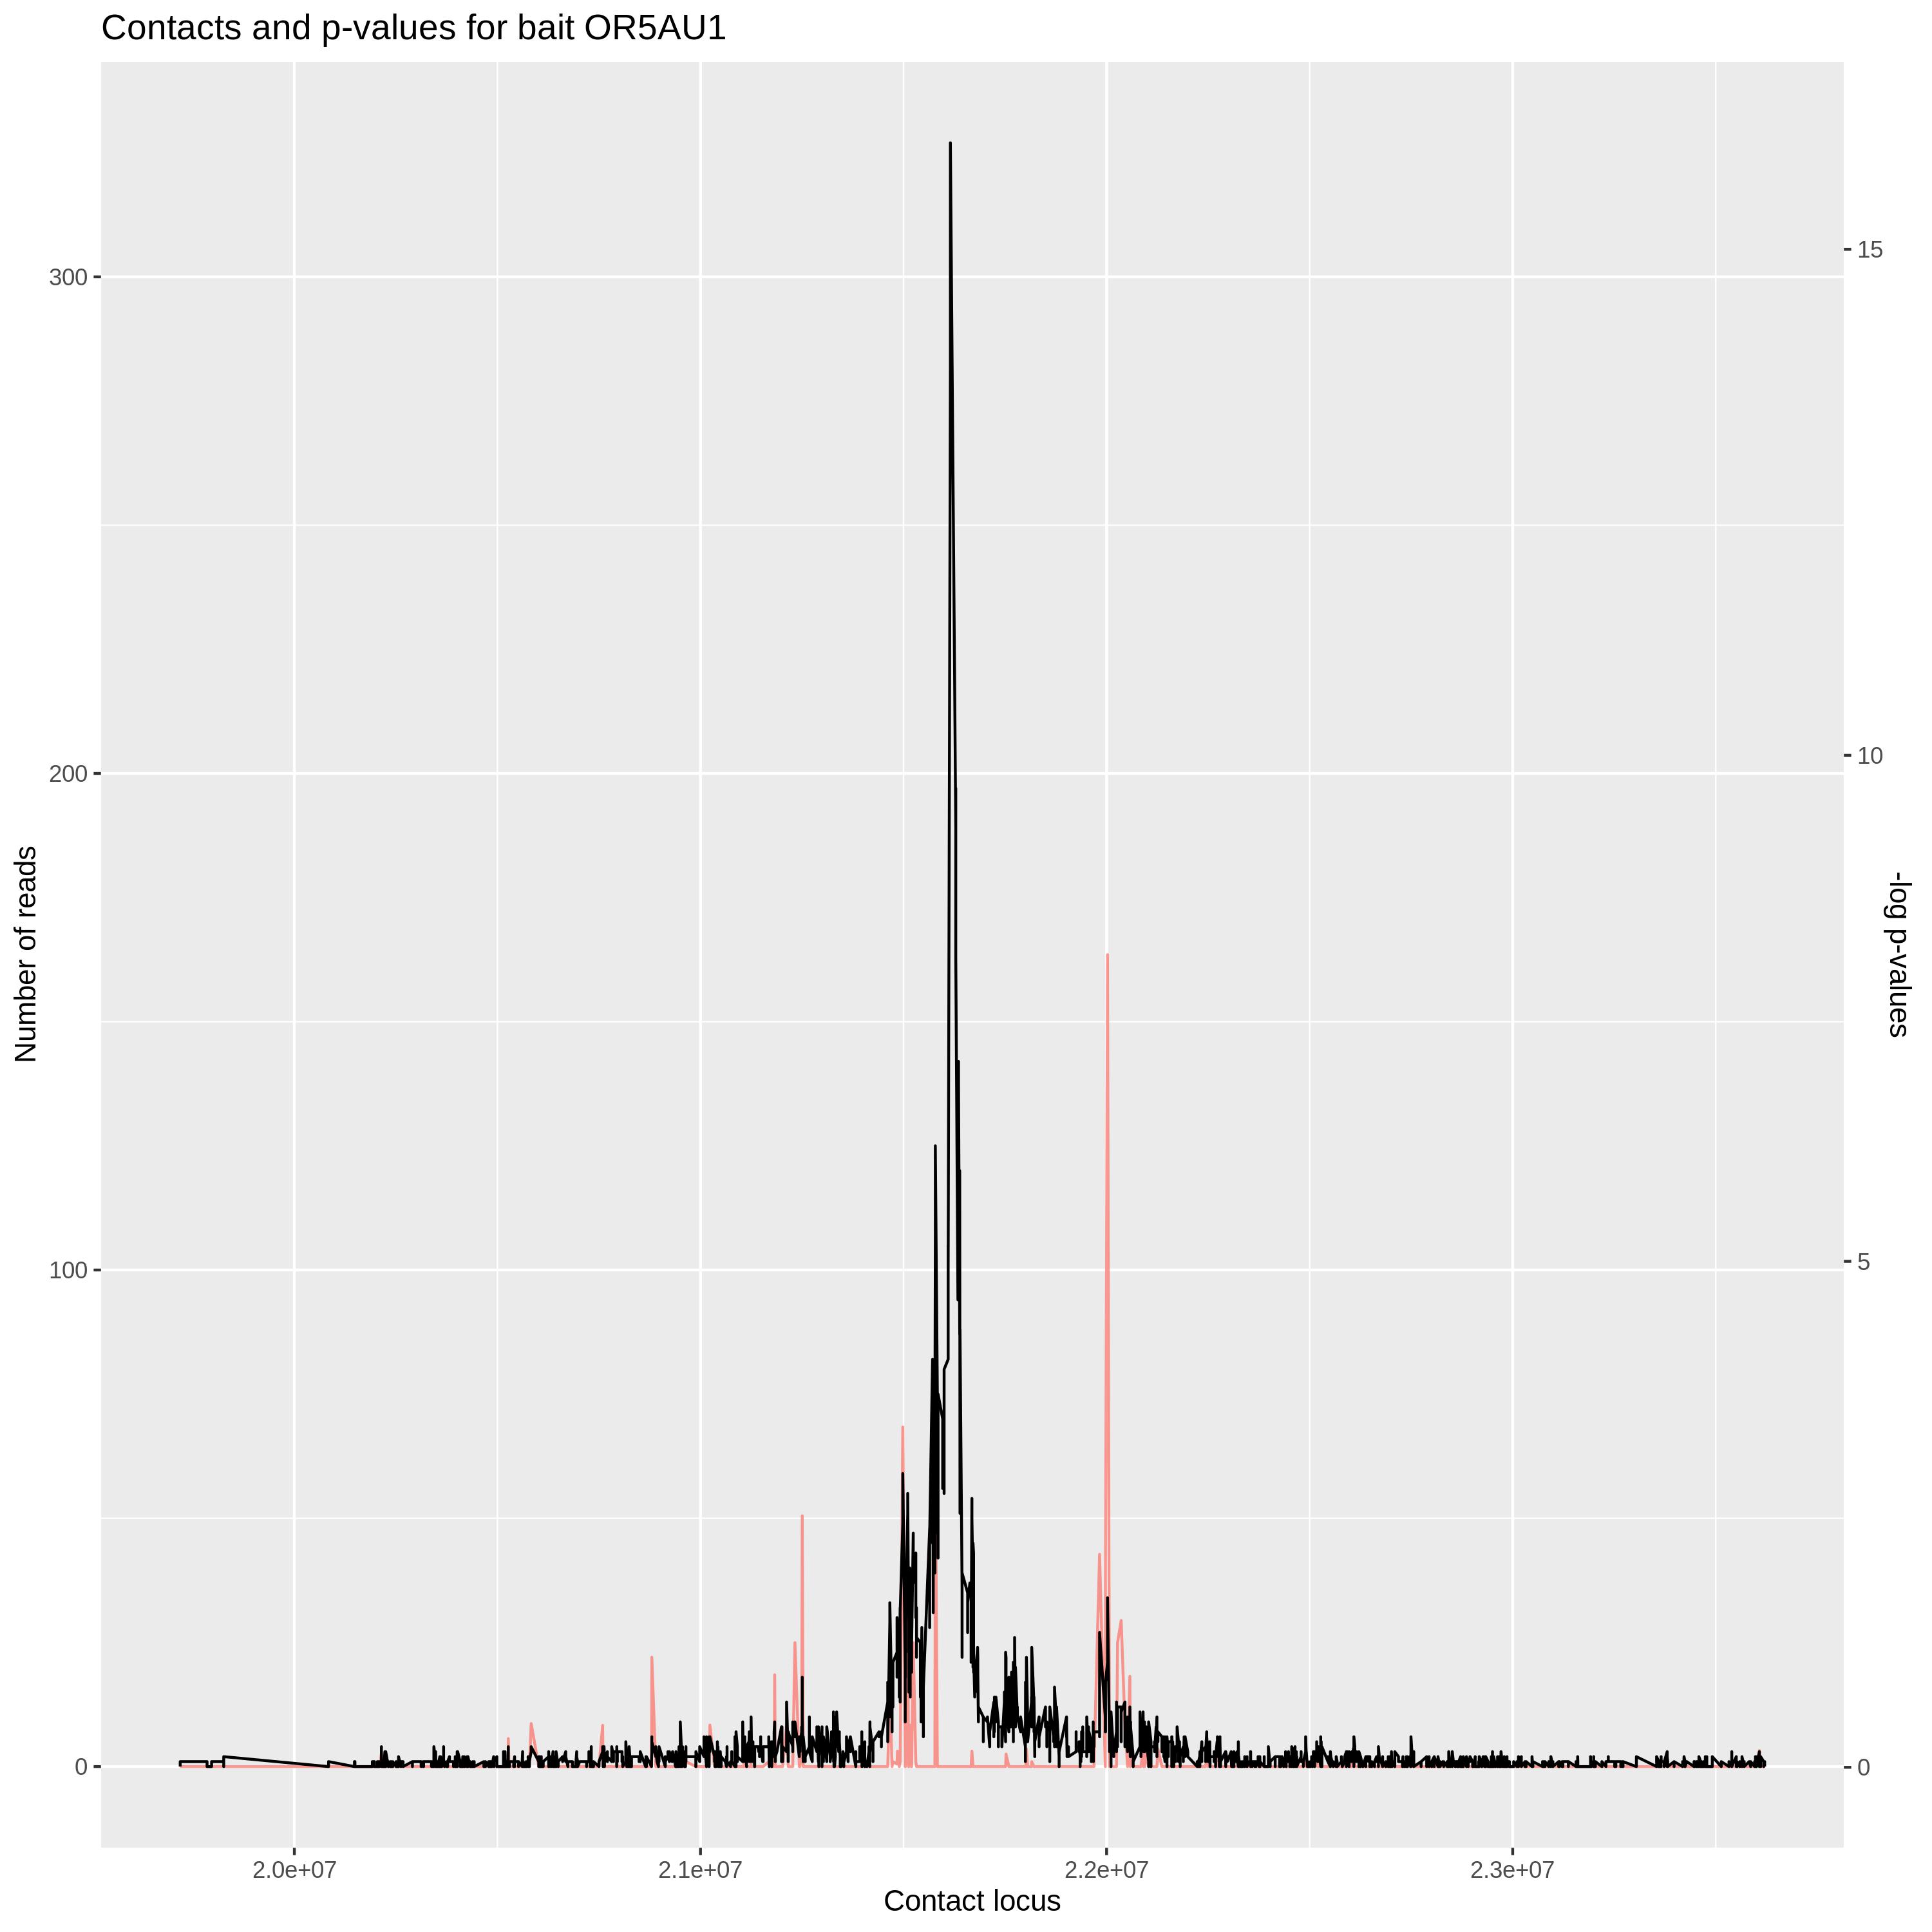 Contacts and p-values for bait OR5AU1
300
200
100
0
15
10
5
0
Number of reads
-log p-values
2.0e+07
2.1e+07
2.2e+07
2.3e+07
Contact locus